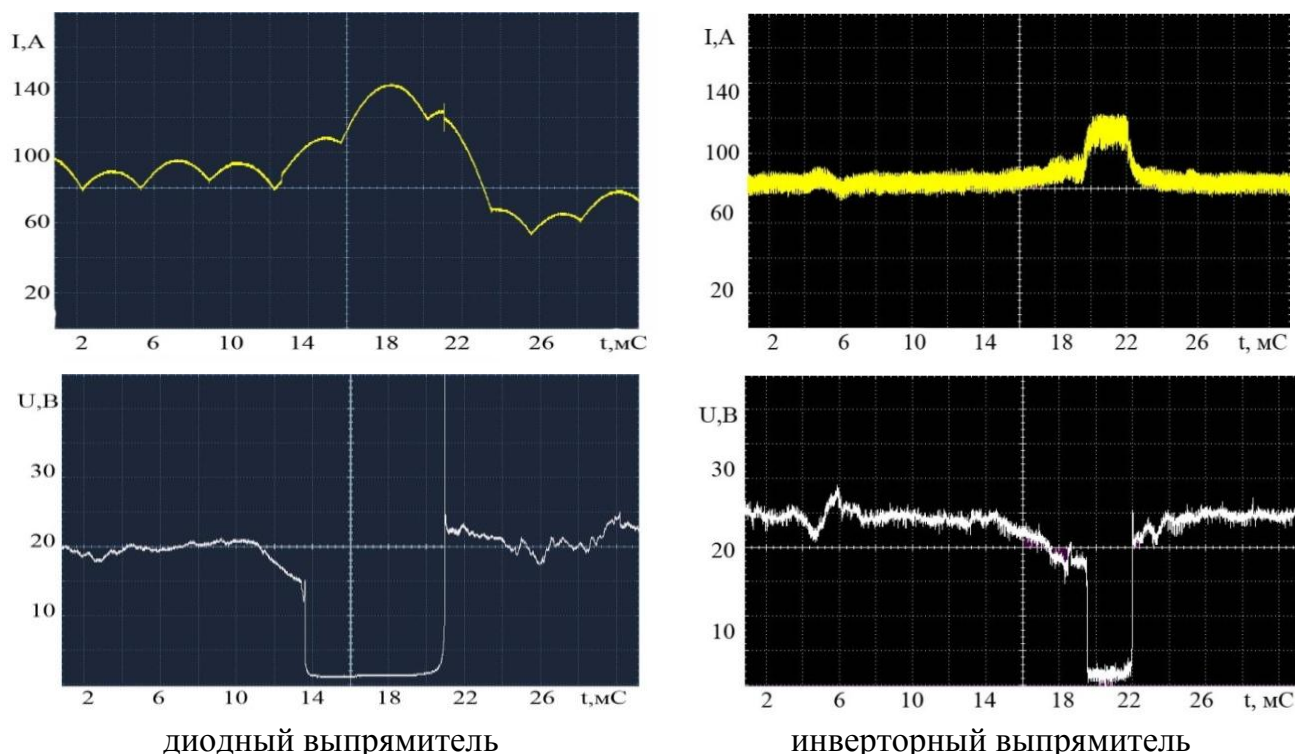 I,A
140
100
60
20
2 6 10 14 18 22 26 t,мС
I,A
140
100
60
20
2 6 10 14 18 22 26 t, мС
U,B
30
20
10
2 6 10 14 18 22 26 t,мС
U,B
30
20
10
2 6 10 14 18 22 26 t, мС
диодный выпрямитель
инверторный выпрямитель